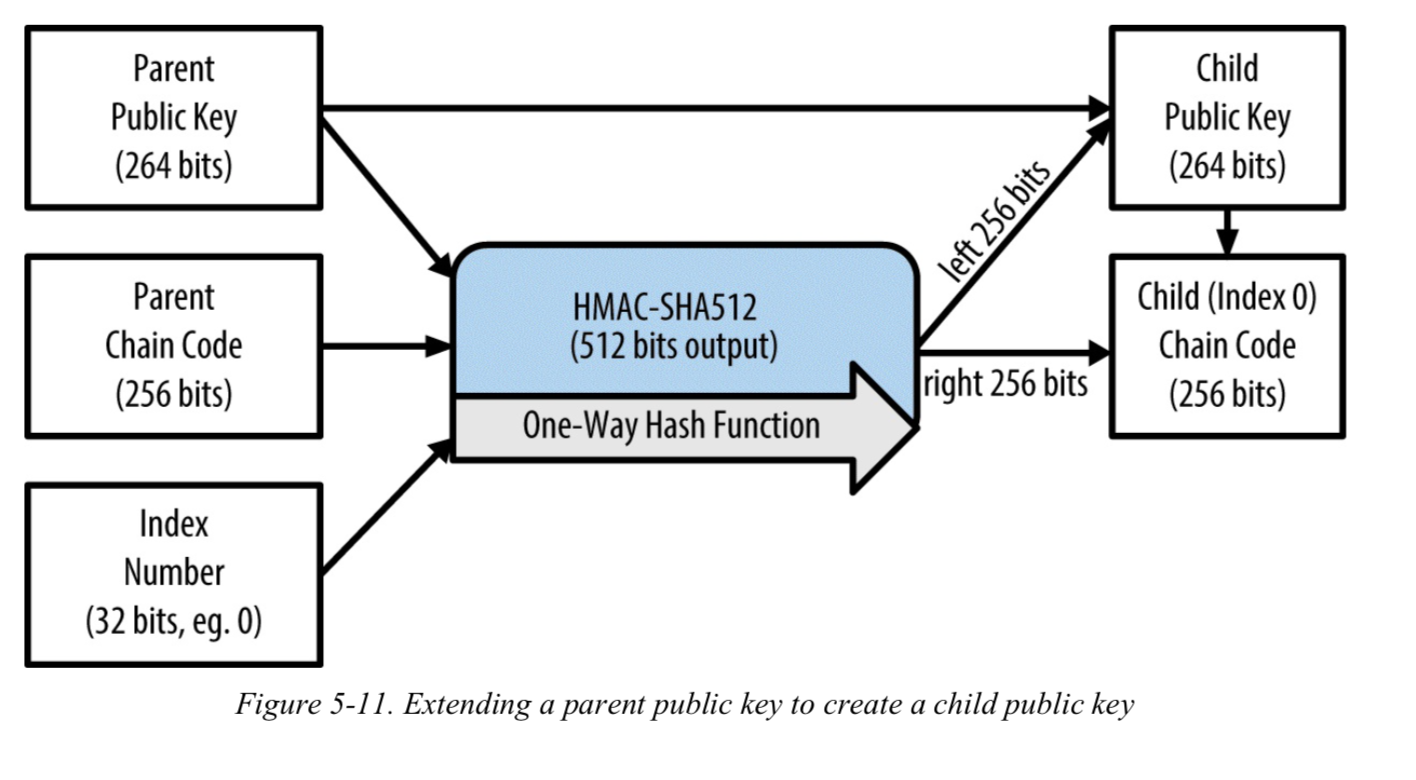 Parent
Public Key
(264 bits)
Child
Public Key
(264 bits)
left 256 bits
Parent
Chain Code
(256 bits)
HMAC-SHA512
(512 bits output)
One-Way Hash Function
right 256 bits
Child (Index 0)
Chain Code
(256 bits)
Index
Number
(32 bits, eg. 0)
Figure 5-11. Extending a parent public key to create a child public key